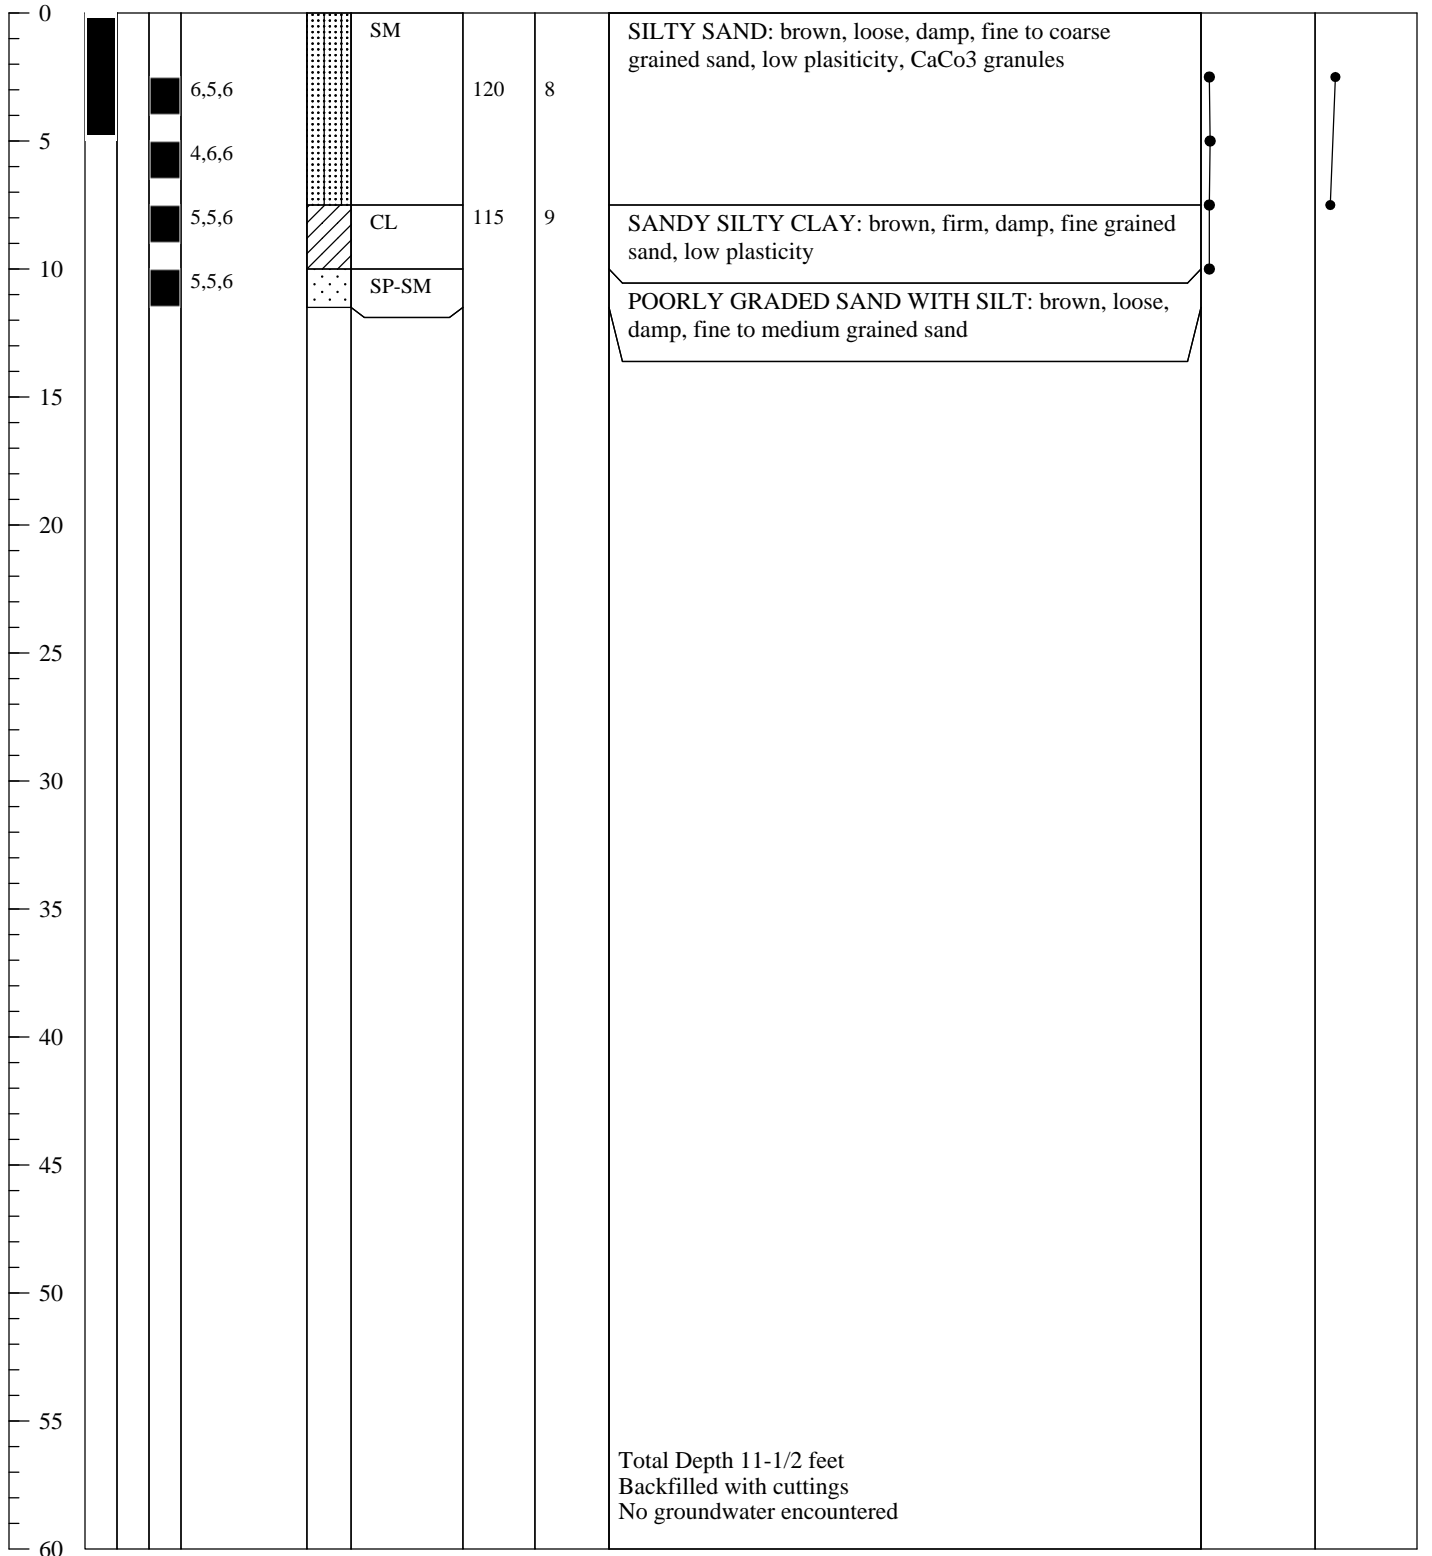 0
SM
SILTY SAND: brown, loose, damp, fine to coarse
grained sand, low plasiticity, CaCo3 granules
6,5,6
120
8
5
4,6,6
5,5,6
CL
115
9
SANDY SILTY CLAY: brown, firm, damp, fine grained
sand, low plasticity
10
5,5,6
SP-SM
POORLY GRADED SAND WITH SILT: brown, loose,
damp, fine to medium grained sand
15
20
25
30
35
40
45
50
55
Total Depth 11-1/2 feet
Backfilled with cuttings
No groundwater encountered
60